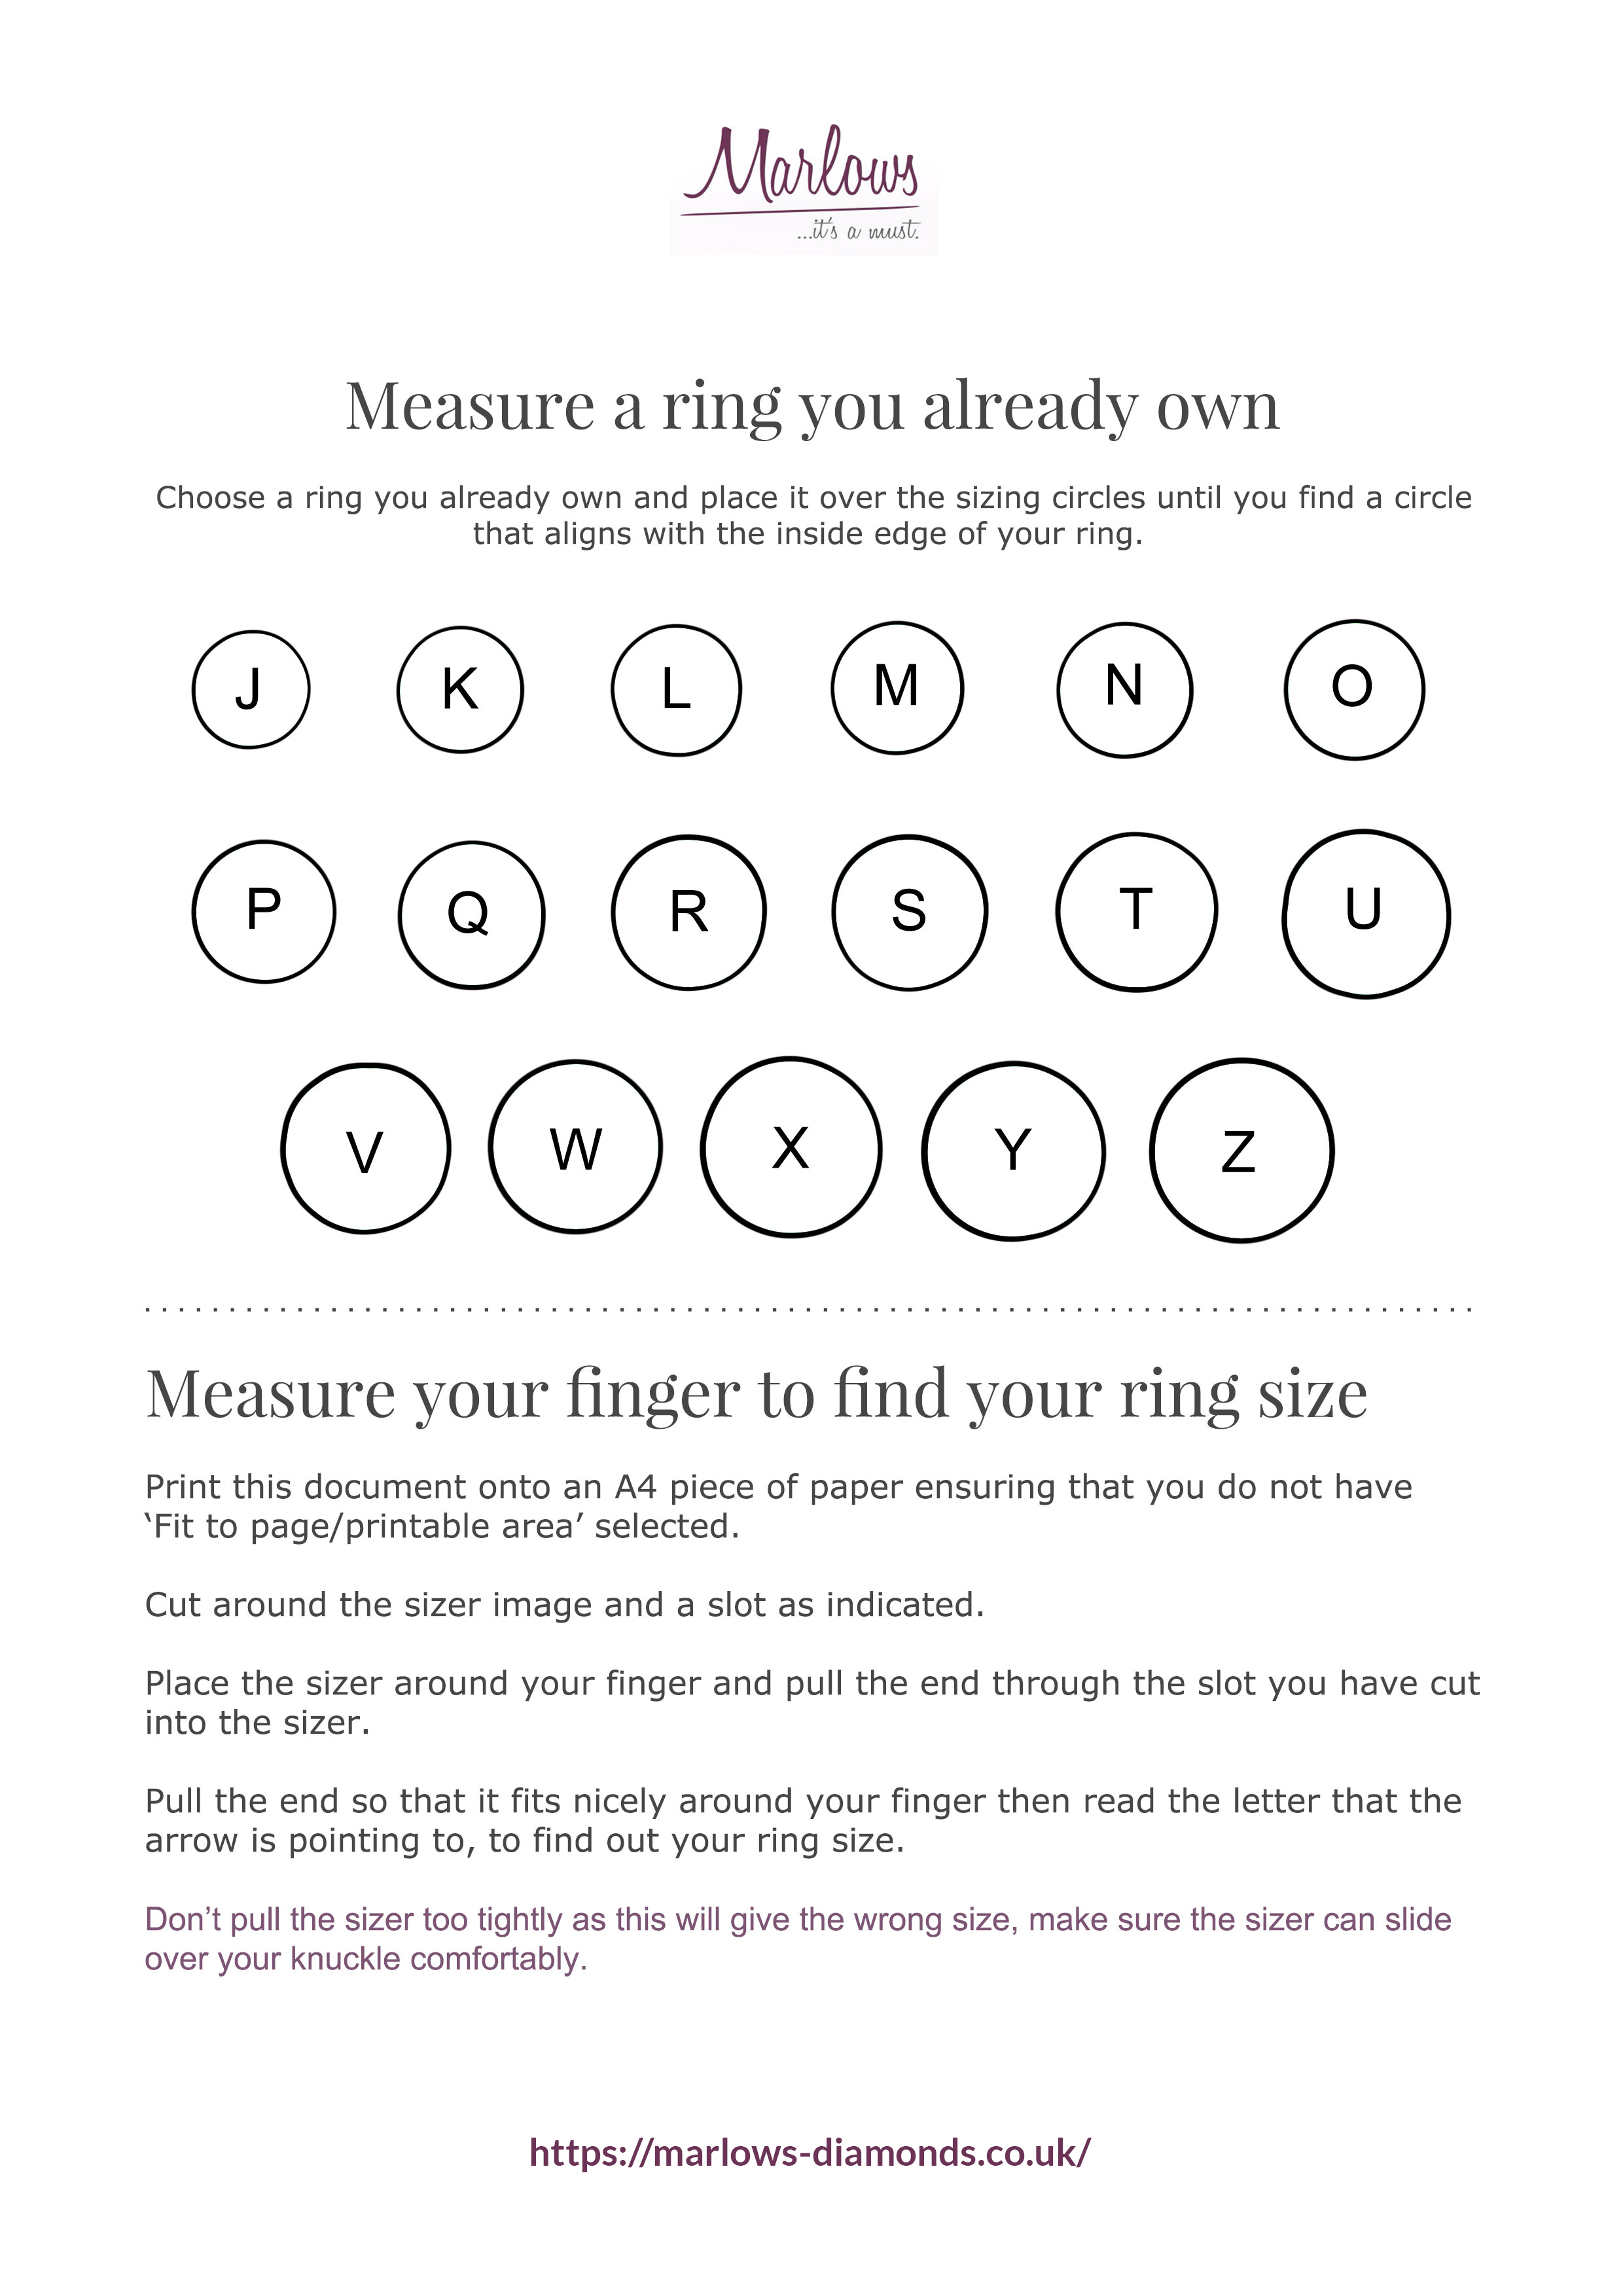 Marlows
...it's a must.
Measure a ring you already own
Choose a ring you already own and place it over the sizing circles until you find a circle
that aligns with the inside edge of your ring.
J K L M N O
P Q R S T U
V W X Y Z
Measure your finger to find your ring size
Print this document onto an A4 piece of paper ensuring that you do not have
‘Fit to page/printable area’ selected.
Cut around the sizer image and a slot as indicated.
Place the sizer around your finger and pull the end through the slot you have cut
into the sizer.
Pull the end so that it fits nicely around your finger then read the letter that the
arrow is pointing to, to find out your ring size.
Don’t pull the sizer too tightly as this will give the wrong size, make sure the sizer can slide
over your knuckle comfortably.
https://marlows-diamonds.co.uk/